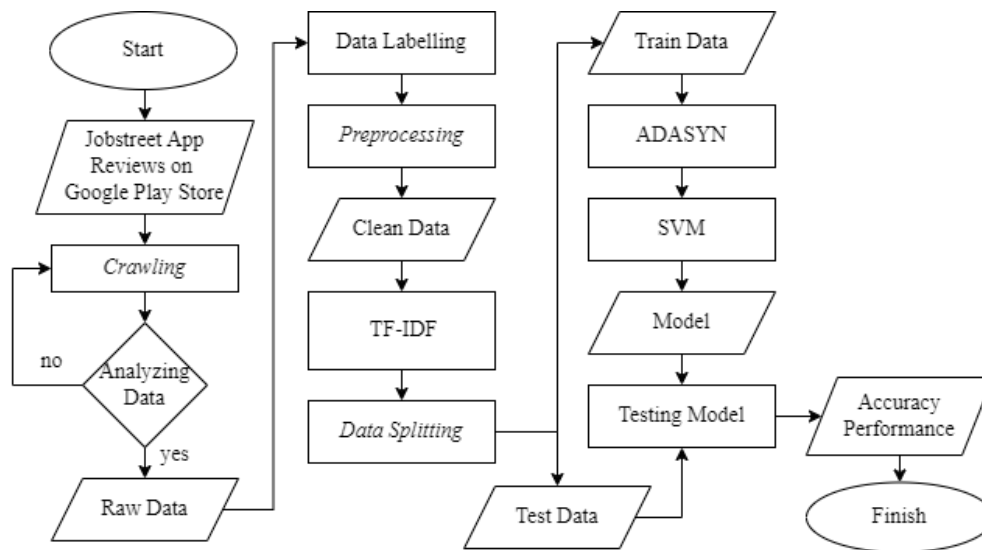 Start
Jobstreet App
Reviews on
Google Play Store
Crawling
no
Analyzing
Data
yes
Raw Data
Data Labelling
Preprocessing
Clean Data
TF-IDF
Data Splitting
Train Data
ADASYN
SVM
Model
Testing Model
Test Data
Accuracy
Performance
Finish